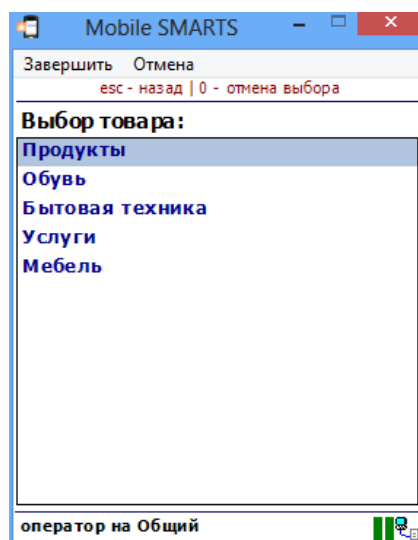 Mobile SMARTS
Завершить Отмена
esc - назад | 0 - отмена выбора
Выбор товара:
Продукты
Обувь
Бытовая техника
Услуги
Мебель
оператор на Общий